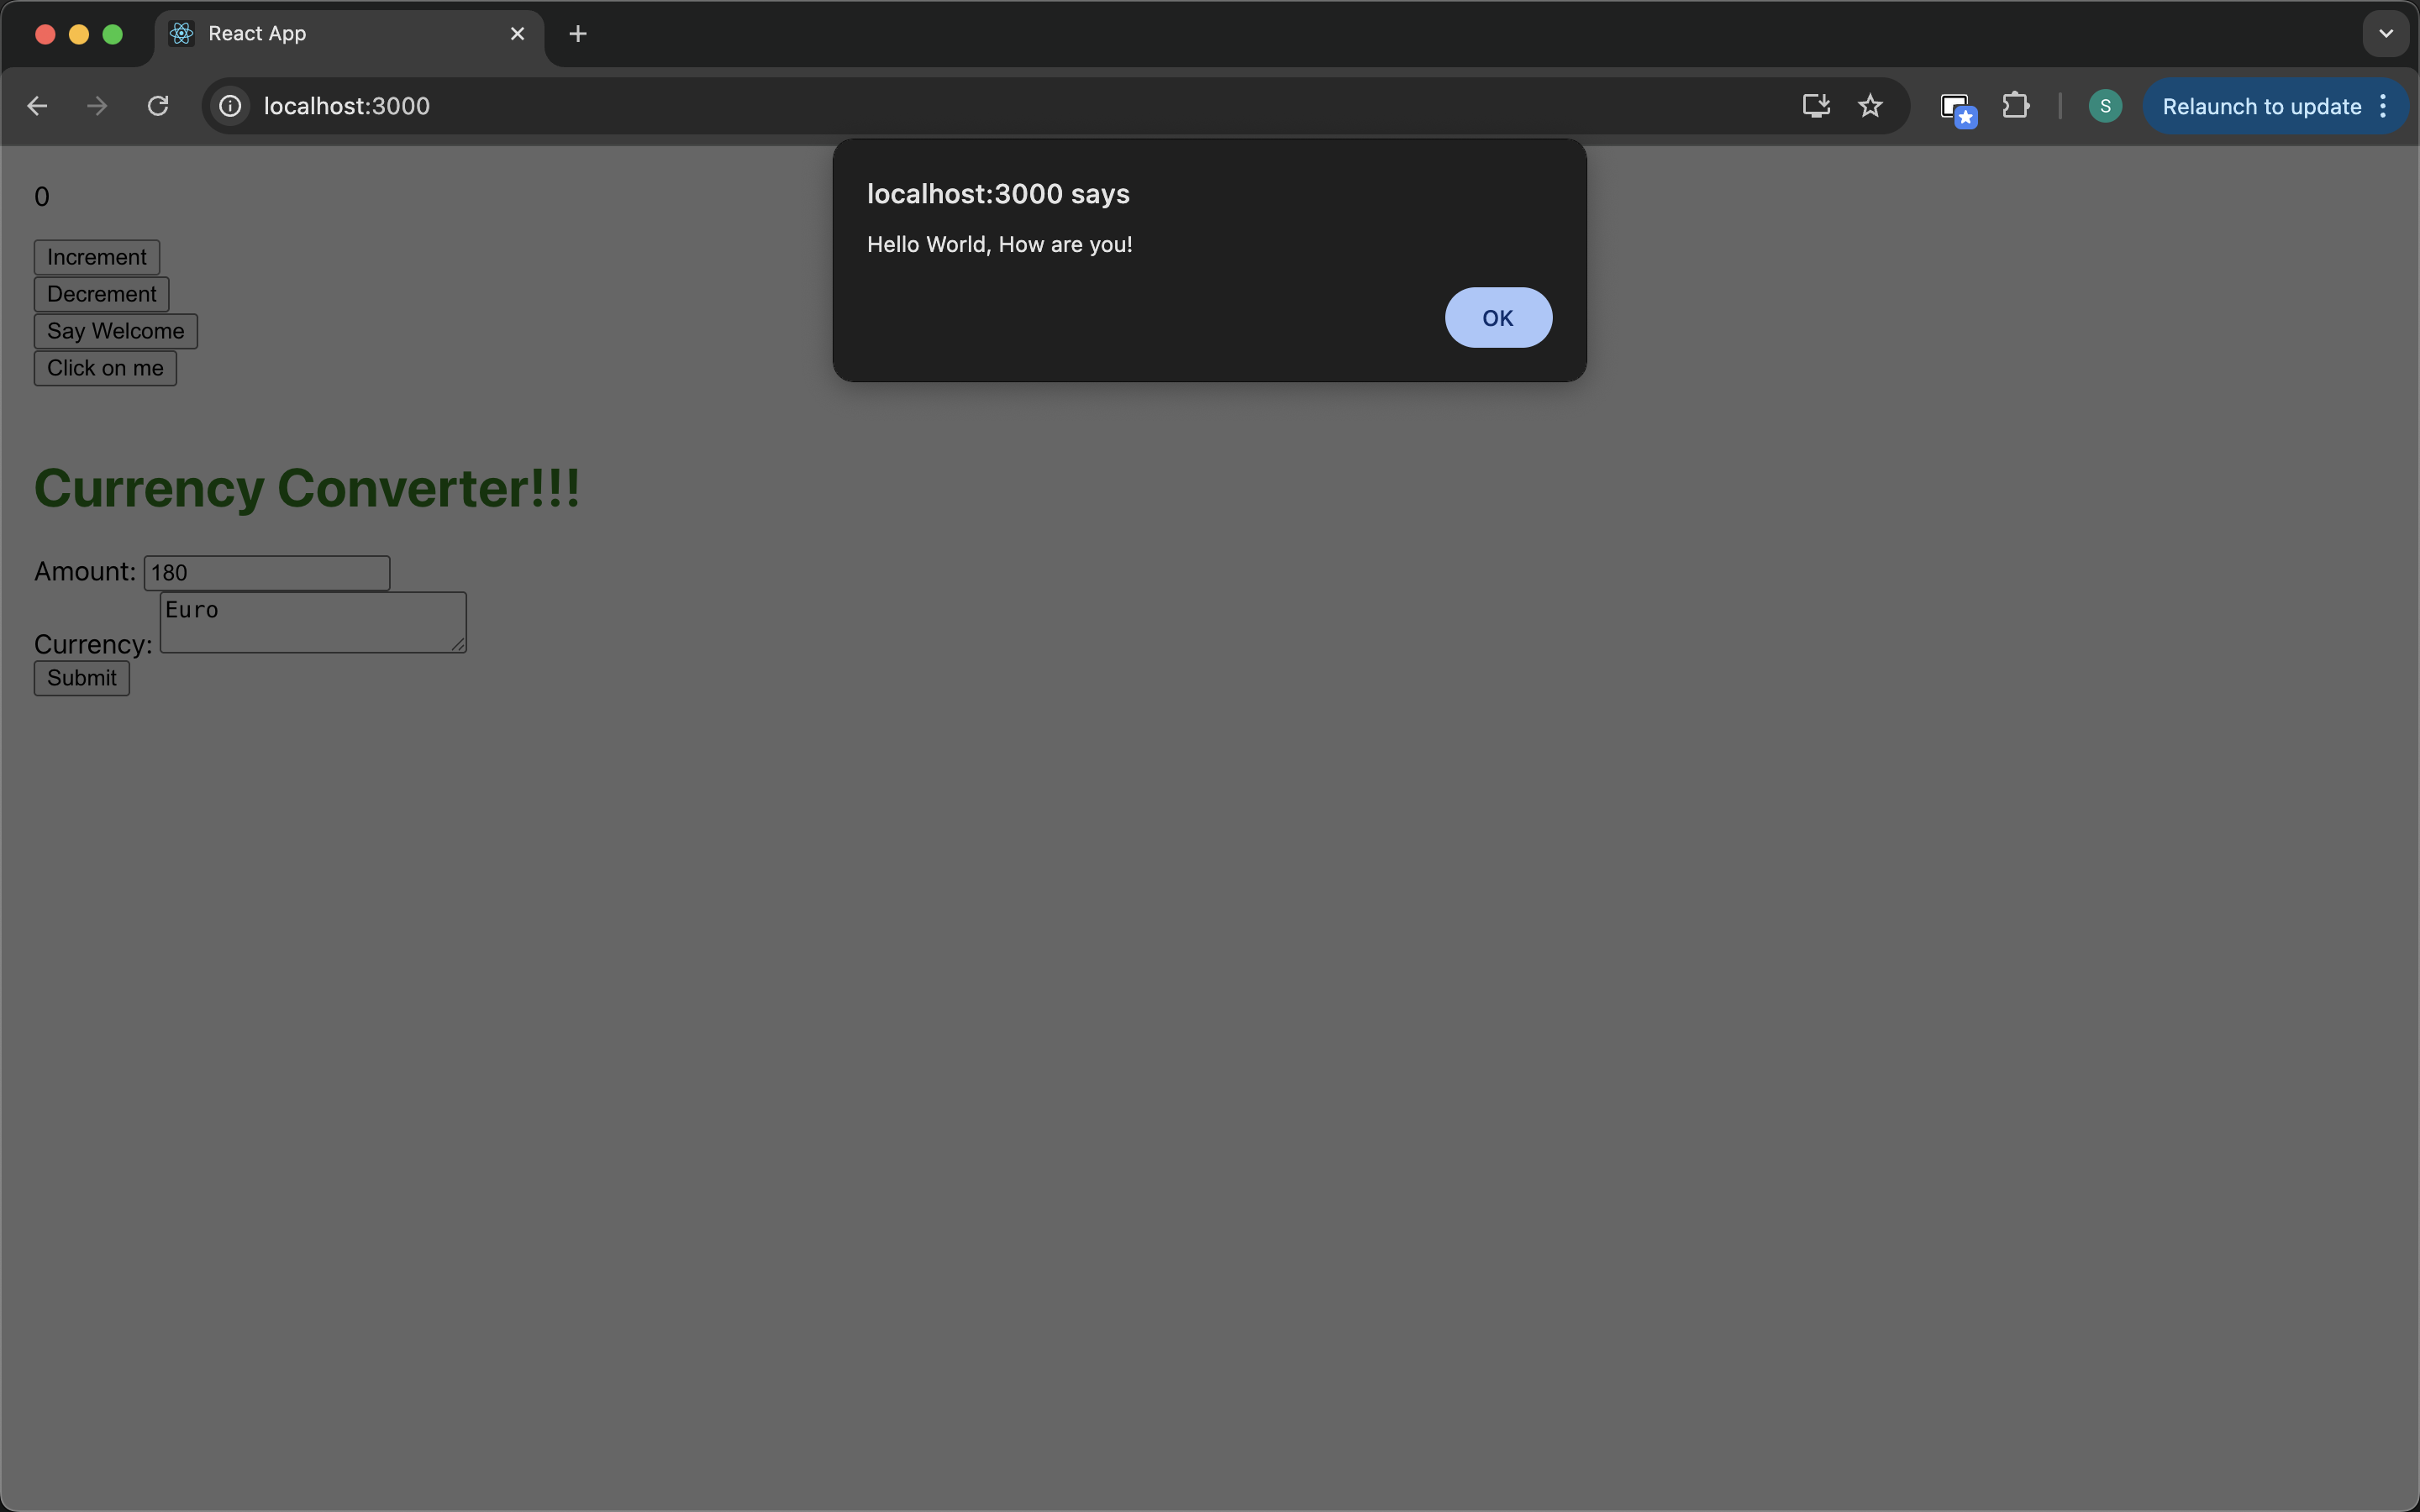 React App
localhost:3000
S
Relaunch to update
localhost:3000 says
Hello World, How are you!
OK
0
Increment
Decrement
Say Welcome
Click on me
Currency Converter!!!
Amount: 180
Currency: Euro
Submit